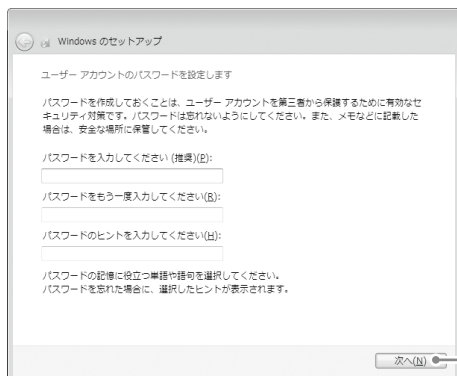 Windows のセットアップ
ユーザー アカウントのパスワードを設定します
パスワードを作成しておくことは、ユーザー アカウントを第三者から保護するために有効なセ
キュリティ対策です。パスワードは忘れないようにしてください。また、メモなどに記載した
場合は、安全な場所に保管してください。
パスワードを入力してください (推奨)(P):
パスワードをもう一度入力してください(R):
パスワードのヒントを入力してください(H):
パスワードの記憶に役立つ単語や語句を選択してください。
パスワードを忘れた場合に、選択したヒントが表示されます。
次へ(N)